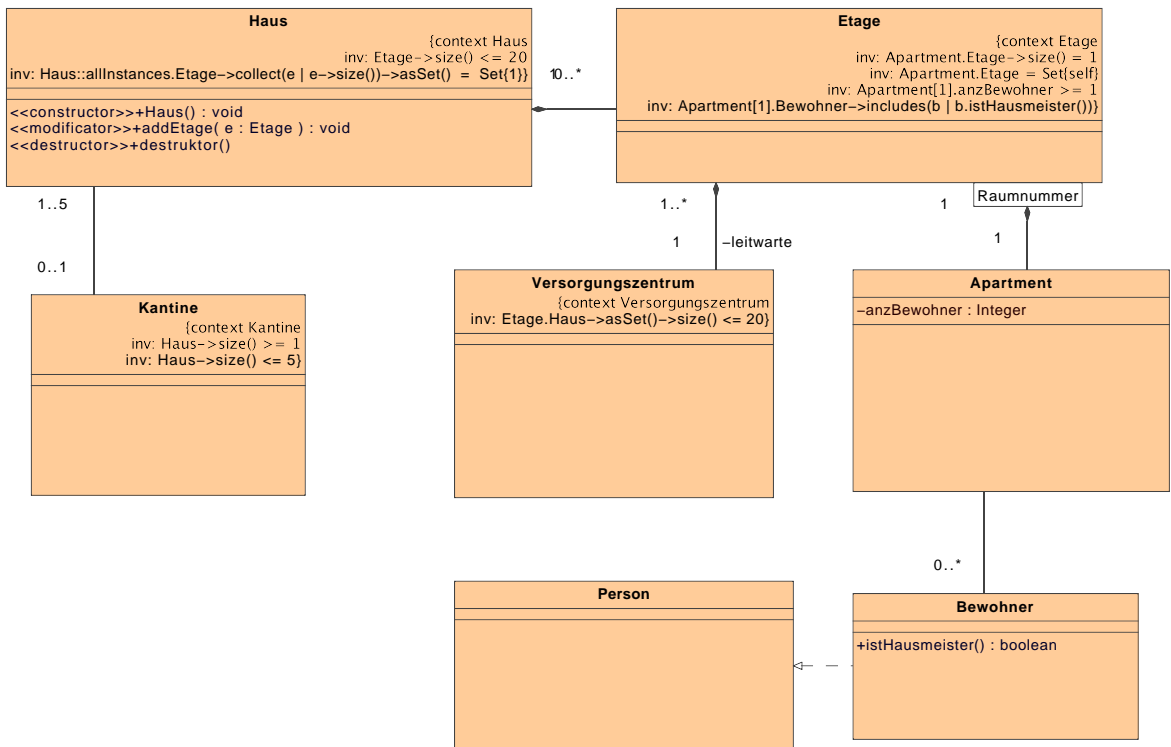 Haus
{context Haus
inv: Etage->size() <= 20
inv: Haus::allInstances.Etage->collect(e | e->size())->asSet() = Set{1}}
<<constructor>>+Haus() : void
<<modificator>>+addEtage( e : Etage ) : void
<<destructor>>+destruktor()
10..*
Etage
{context Etage
inv: Apartment.Etage->size() = 1
inv: Apartment.Etage = Set{self}
inv: Apartment[1].anzBewohner >= 1
inv: Apartment[1].Bewohner->includes(b | b.istHausmeister())}
Raumnummer
1..5
0..1
1..*
1
−leitwarte
1
1
Kantine
{context Kantine
inv: Haus->size() >= 1
inv: Haus->size() <= 5}
Versorgungszentrum
{context Versorgungszentrum
inv: Etage.Haus->asSet()->size() <= 20}
Apartment
−anzBewohner : Integer
0..*
Person
Bewohner
+istHausmeister() : boolean